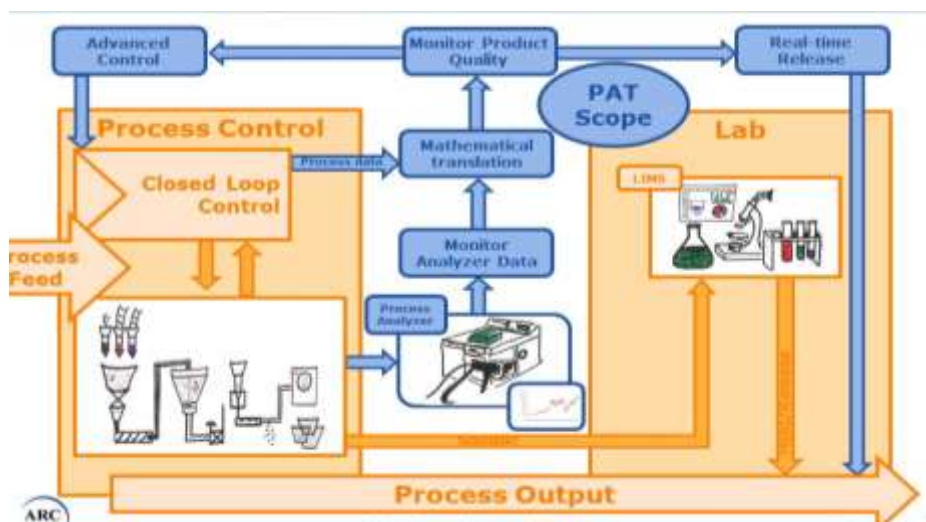 Advanced
Control
Monitor Product
Quality
Real-time
Release
PAT
Scope
Process Control
Lab
Process data
Mathematical
translation
LIMS
Closed Loop
Control
Monitor
Analyzer Data
rocess
Feed
Process
Analyzer
Process Output
ARC